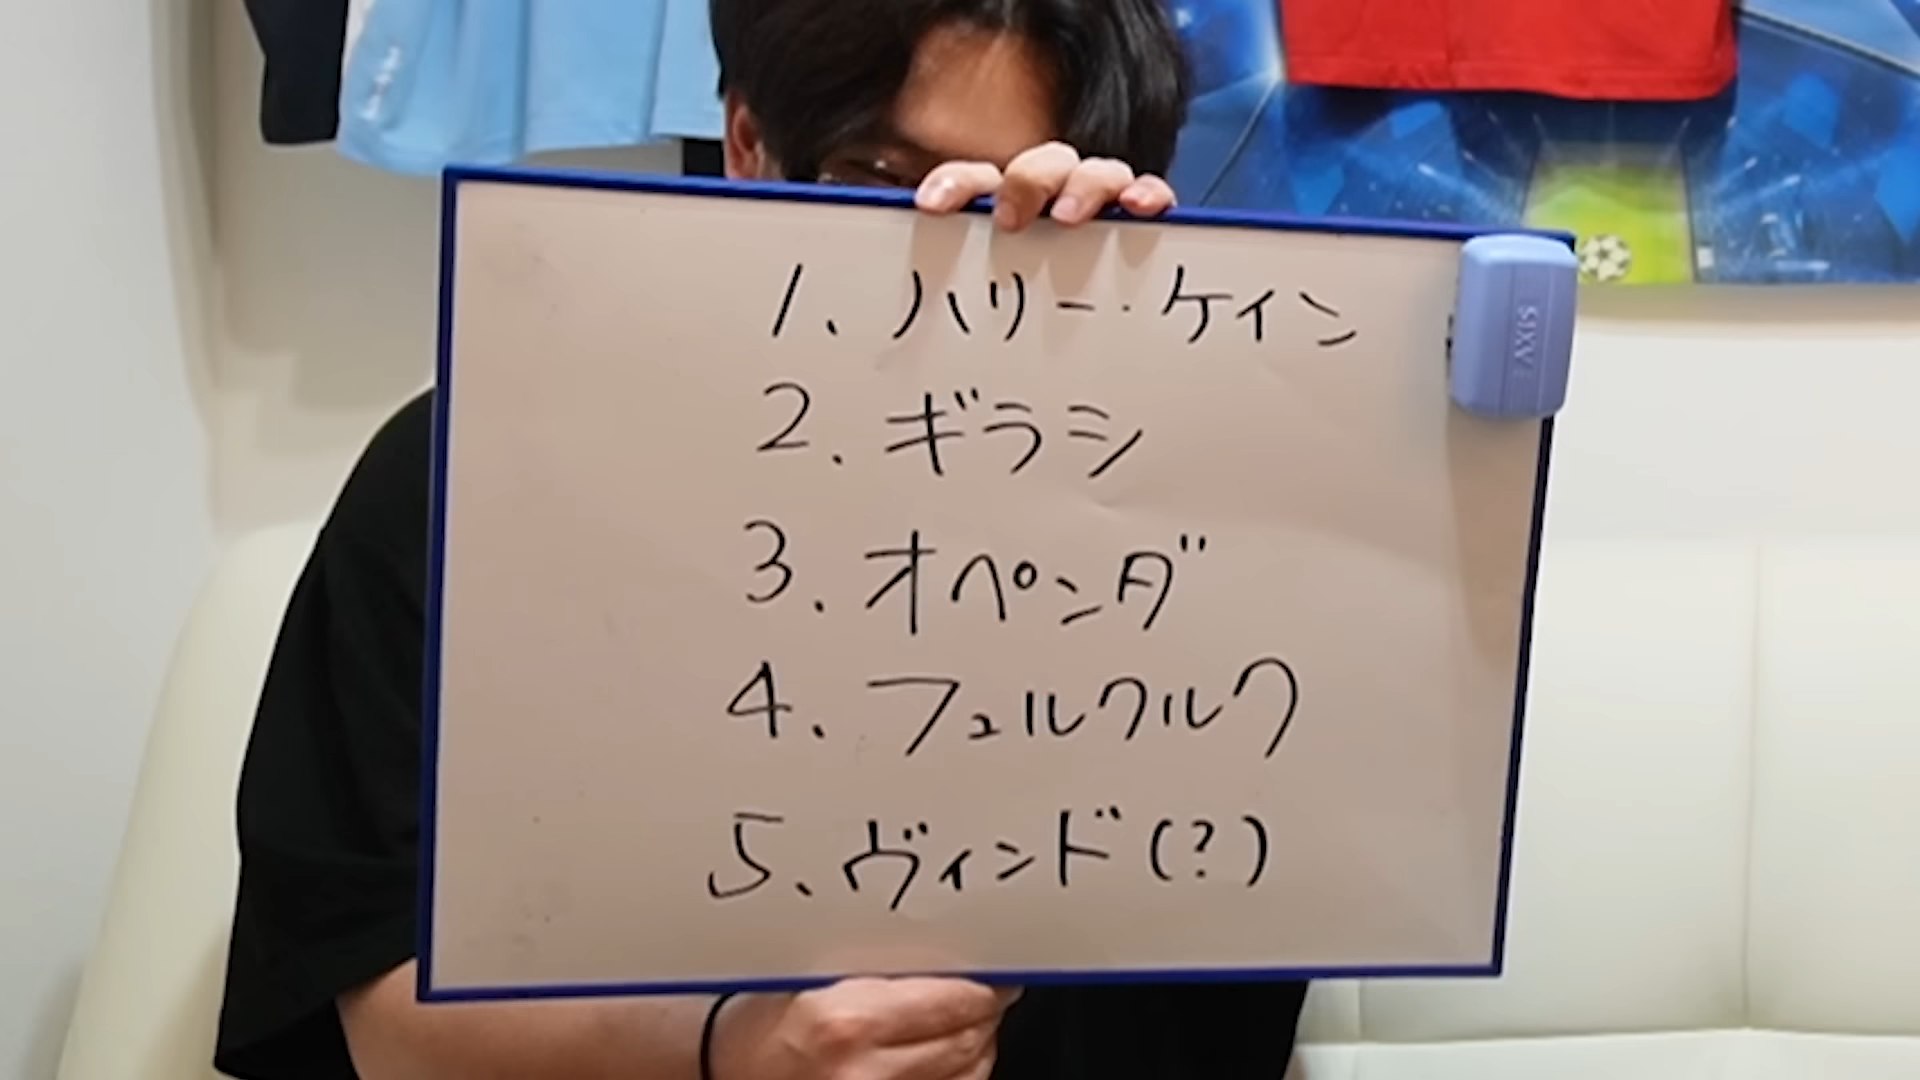 1. ハリー・ケイン
2. ギラシ
3. オペンダ
4. フュルクルク
5. ヴィンド(?)